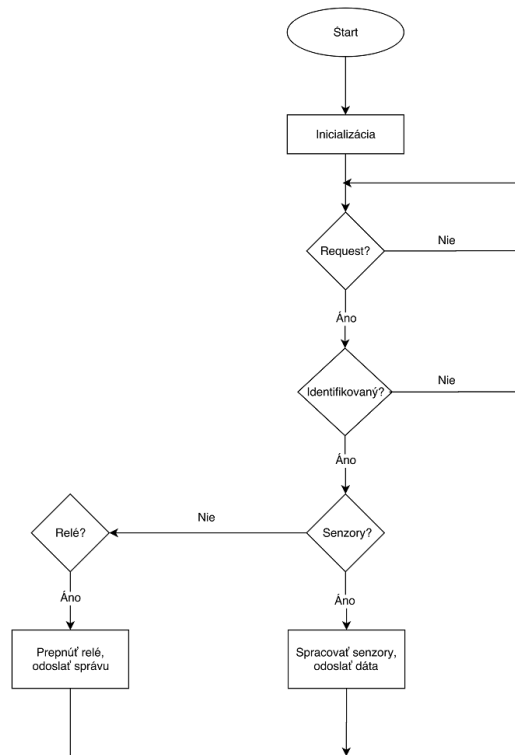 Štart
Inicializácia
Request?
Nie
Áno
Identifikovaný?
Nie
Áno
Relé?
Nie
Senzory?
Áno
Áno
Prepnúť relé,
odoslať správu
Spracovať senzory,
odoslať dáta